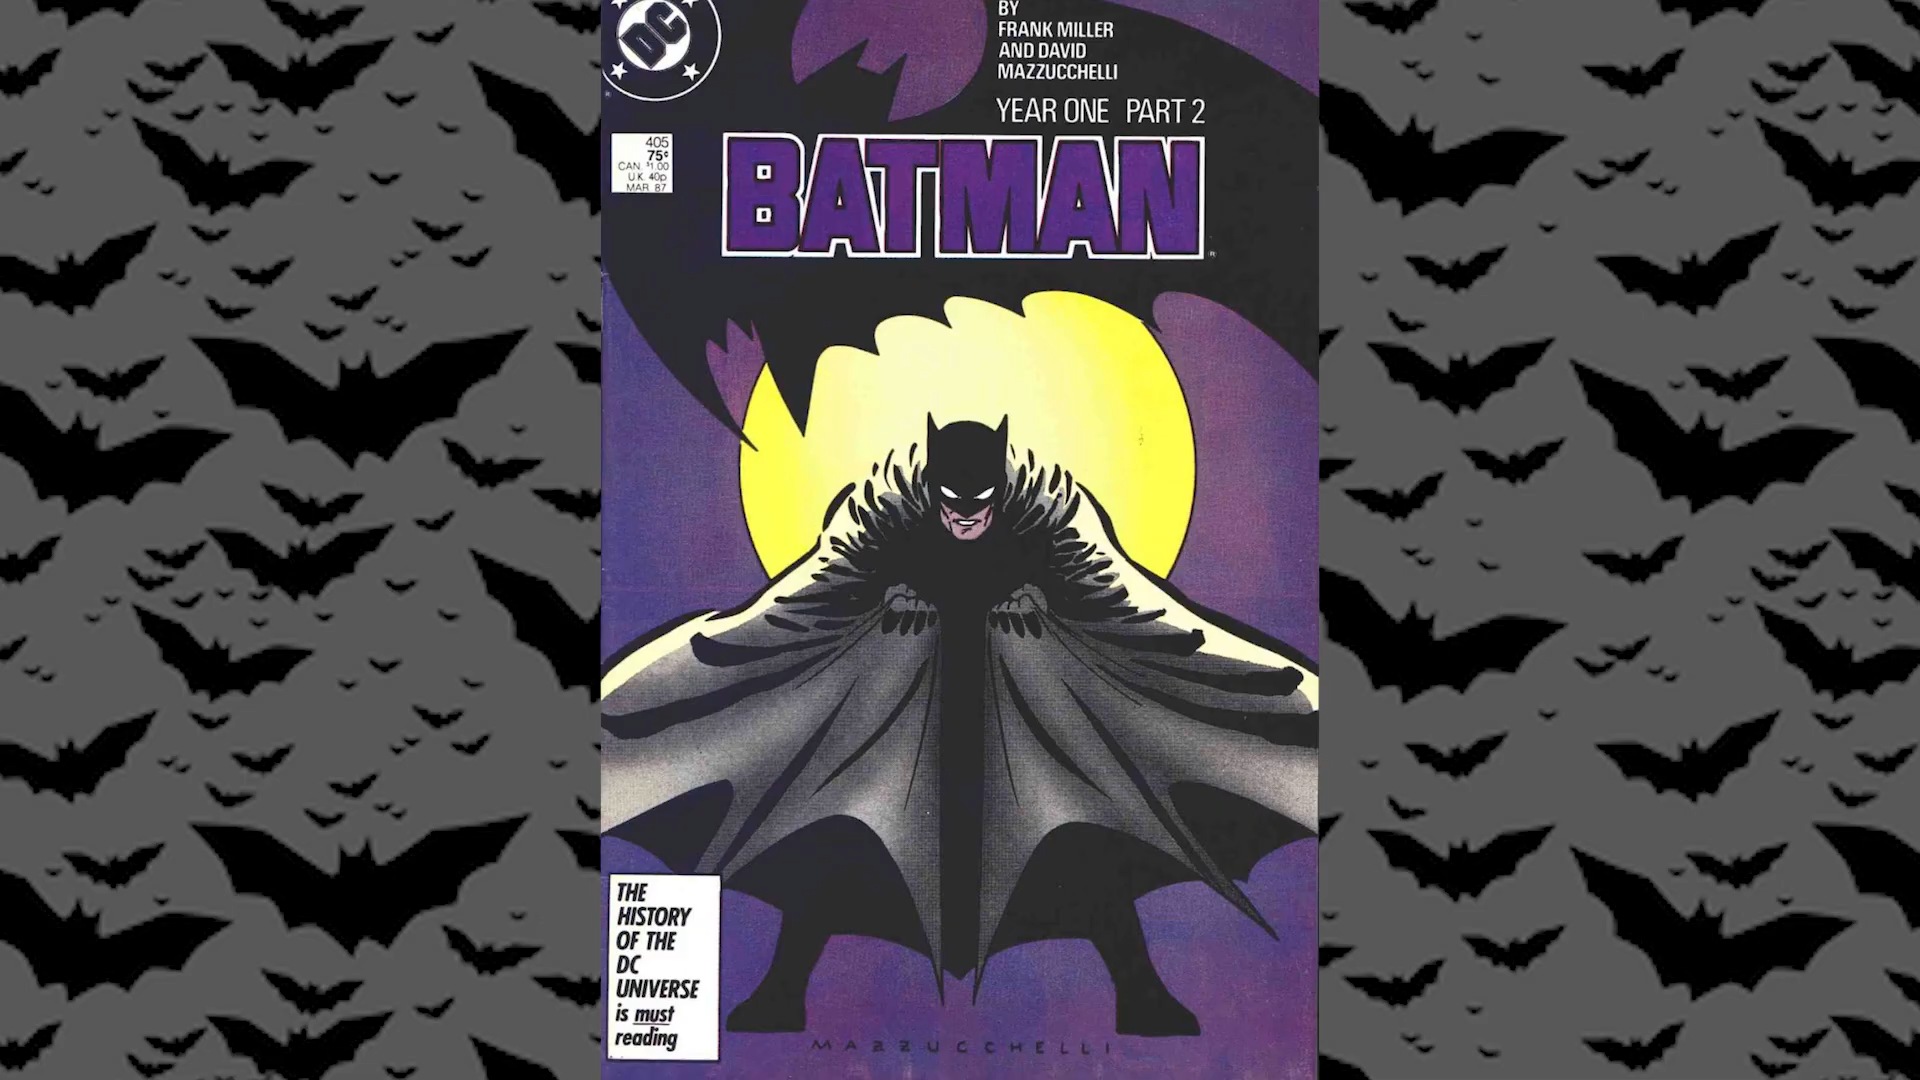 DC
BY
FRANK MILLER
AND DAVID
MAZZUCCHELLI
YEAR ONE PART 2
405
75¢
CAN. $1.00
U.K. 40p
MAR 87
BATMAN
THE
HISTORY
OF THE
DC
UNIVERSE
is must
reading
MAZZUCCHELLI